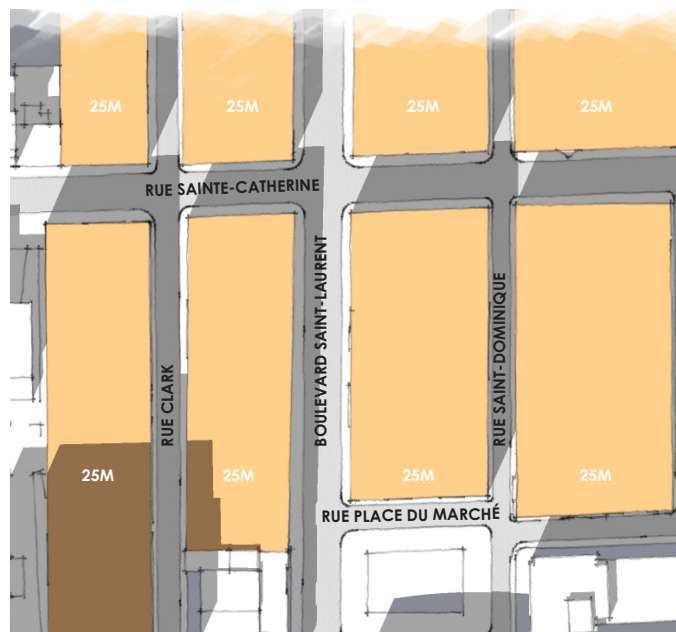 25M
25M
25M
25M
RUE SAINTE-CATHERINE
BOULEVARD SAINT-LAURENT
RUE SAINT-DOMINIQUE
RUE CLARK
25M
25M
25M
25M
RUE PLACE DU MARCHÉ